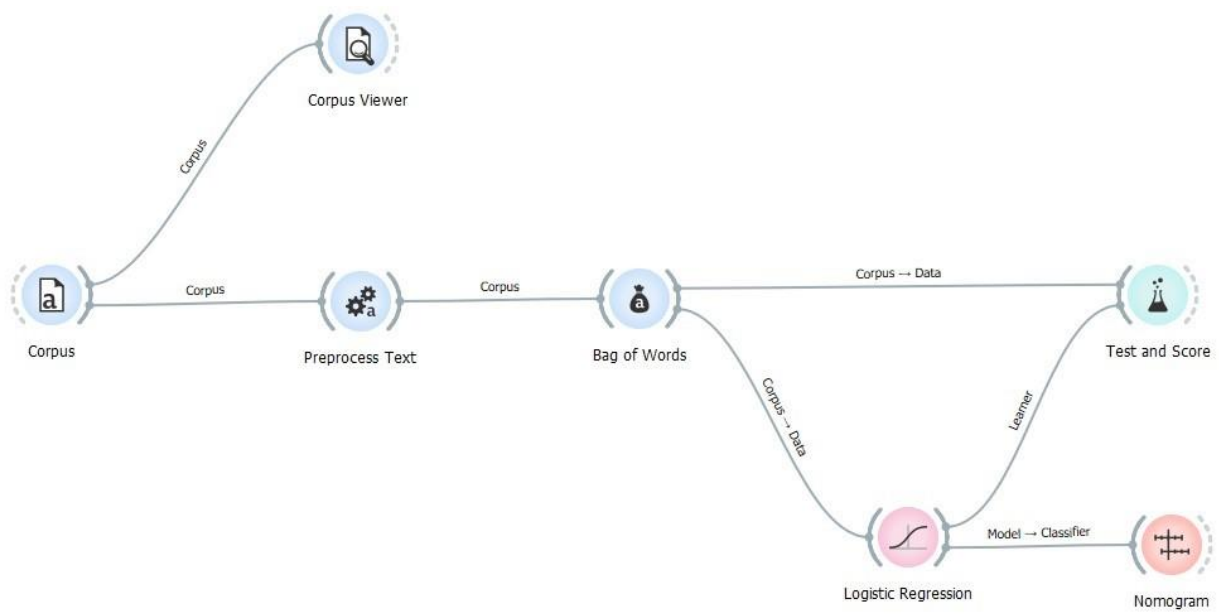 Corpus Viewer
Corpus
a
Corpus
Corpus
a
Preprocess Text
Corpus
a
Bag of Words
Corpus → Data
Test and Score
Corpus → Data
Learner
Logistic Regression
Model → Classifier
Nomogram